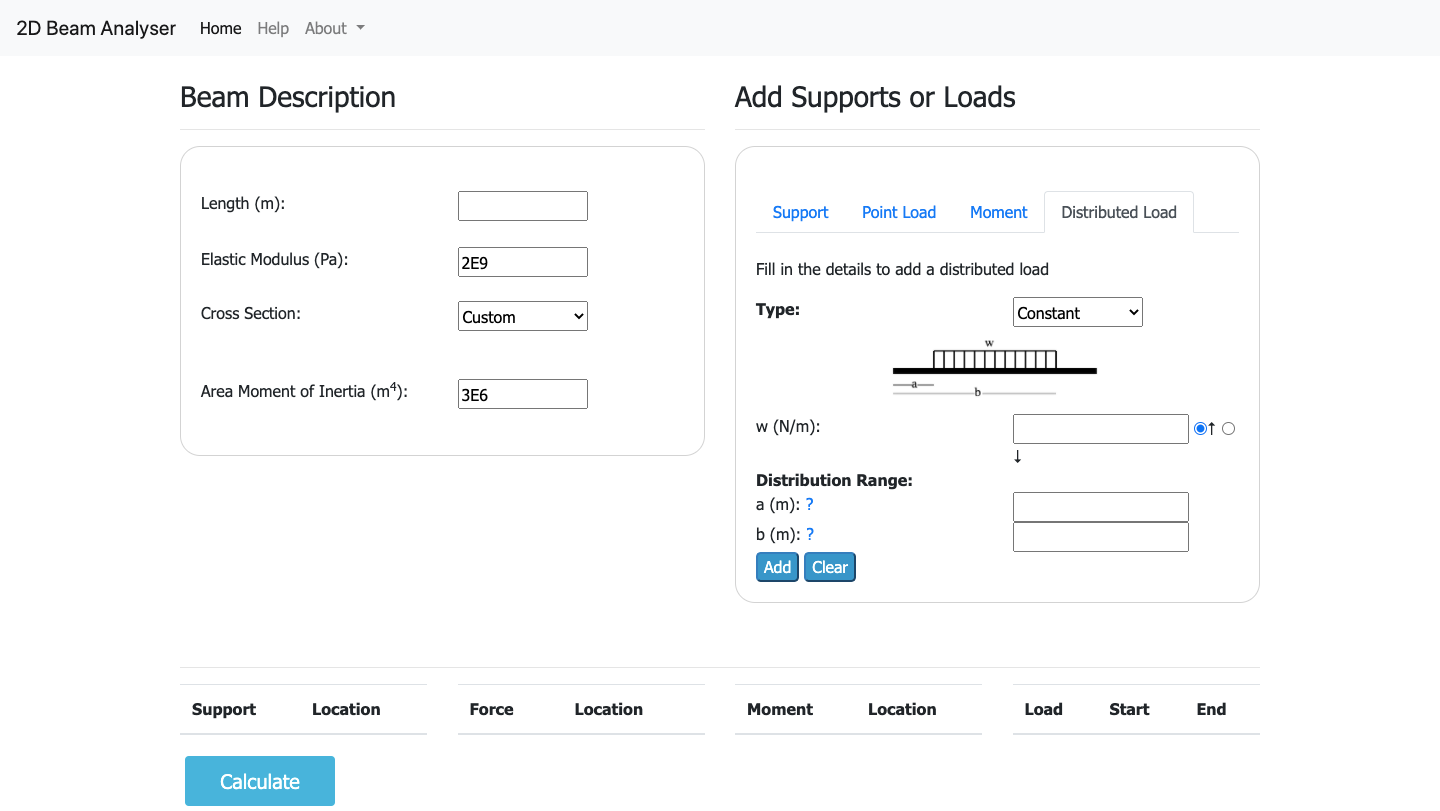 2D Beam Analyser Home Help About
Beam Description
Length (m):
Elastic Modulus (Pa): 2E9
Cross Section: Custom
Area Moment of Inertia (m⁴): 3E6
Add Supports or Loads
Support Point Load Moment Distributed Load
Fill in the details to add a distributed load
Type: Constant
w
a
b
w (N/m): ↑
↓
Distribution Range:
a (m): ?
b (m): ?
Add Clear
Support Location Force Location Moment Location Load Start End
Calculate